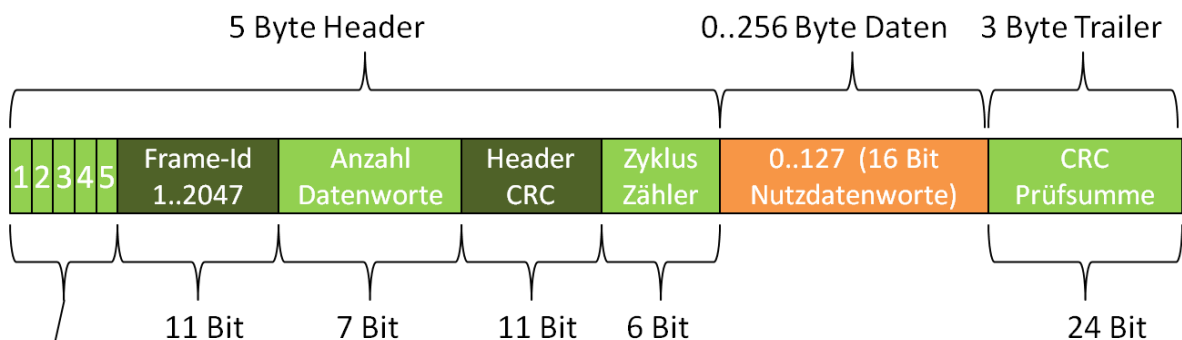 5 Byte Header
0..256 Byte Daten
3 Byte Trailer
1 2 3 4 5
Frame-Id
1..2047
Anzahl
Datenworte
Header
CRC
Zyklus
Zähler
0..127 (16 Bit
Nutzdatenworte)
CRC
Prüfsumme
11 Bit
7 Bit
11 Bit
6 Bit
24 Bit